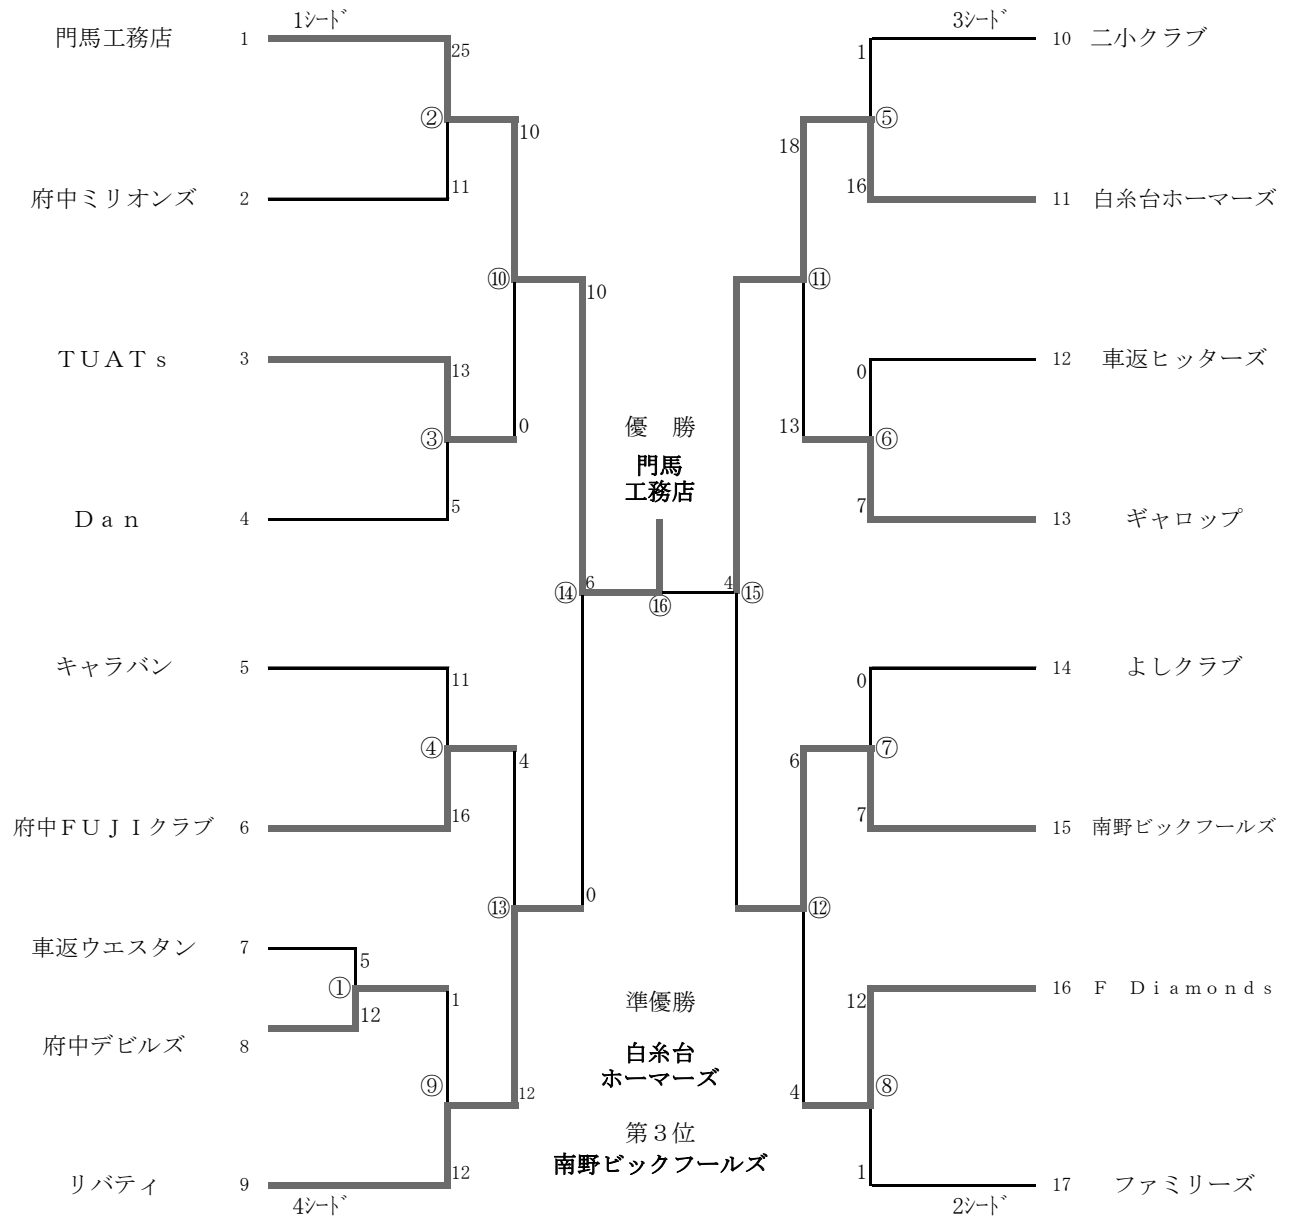 1シード
門馬工務店 1
25
②
10
11
府中ミリオンズ 2
⑩
10
TUATs 3
13
③
0
5
Dan 4
⑭
6
キャラバン 5
11
④
4
16
府中FUJIクラブ 6
⑬
0
車返ウエスタン 7
5
①
1
12
府中デビルズ 8
⑨
12
12
リバティ 9
4シード
優 勝
門馬
工務店
⑯
準優勝
白糸台
ホーマーズ
第3位
南野ビックフールズ
3シード
1
10 二小クラブ
⑤
18
16
11 白糸台ホーマーズ
⑪
0
12 車返ヒッターズ
13
⑥
7
13 ギャロップ
4
⑮
0
14 よしクラブ
6
⑦
7
15 南野ビックフールズ
⑫
12
16 F Diamonds
4
⑧
1
17 ファミリーズ
2シード